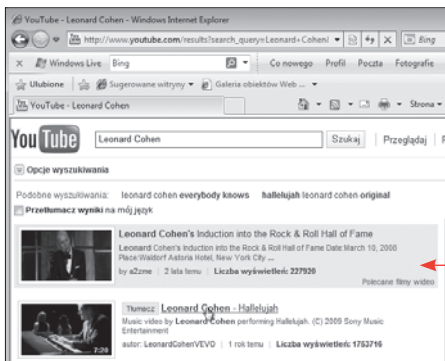 YouTube - Leonard Cohen - Windows Internet Explorer
http://www.youtube.com/results?search_query=Leonard+Cohenl
Bing
Windows Live Bing Co nowego Profil Poczta Fotografie
Ulubione Sugerowane witryny Galeria obiektów Web ...
YouTube - Leonard Cohen Strona
YouTube Leonard Cohen Szukaj Przeglądaj
Opcje wyszukiwania
Podobne wyszukiwania: leonard cohen everybody knows hallelujah leonard cohen original
Przetłumacz wyniki na mój język
Leonard Cohen's Induction into the Rock & Roll Hall of Fame
Leonard Cohen's Induction into the Rock & Roll Hall of Fame Date:March 10, 2008
Place:Waldorf Astoria Hotel, New York City ...
by a2zme | 2 lata temu | Liczba wyświetleń: 227920
Polecane filmy wideo
Tłumacz Leonard Cohen - Hallelujah
Music video by Leonard Cohen performing Hallelujah. (C) 2009 Sony Music
Entertainment
autor: LeonardCohenVEVO | 1 rok temu | Liczba wyświetleń: 1763716
7:20